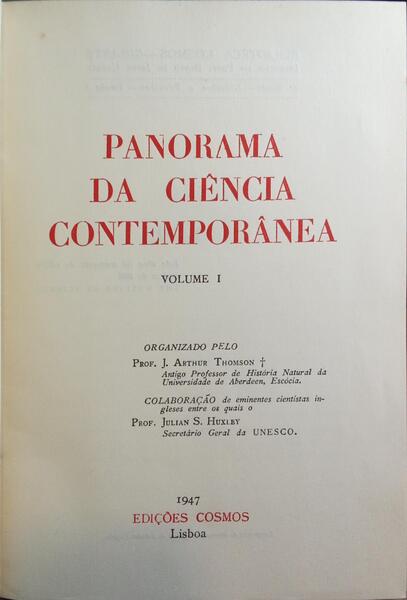 PANORAMA
DA CIÊNCIA
CONTEMPORÂNEA
VOLUME I
ORGANIZADO PELO
PROF. J. ARTHUR THOMSON †
Antigo Professor de História Natural da
Universidade de Aberdeen, Escócia.
COLABORAÇÃO de eminentes cientistas in-
gleses entre os quais o
PROF. JULIAN S. HUXLEY
Secretário Geral da UNESCO.
1947
EDIÇÕES COSMOS
Lisboa